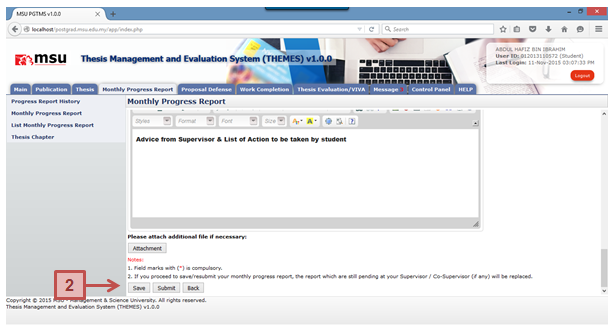 MSU PGTMS v1.0.0
localhost/postgrad.msu.edu.my/app/index.php
Search
msu
Thesis Management and Evaluation System (THEMES) v1.0.0
ABDUL HAFIZ BIN IBRAHIM
User ID: 012013110572 (Student)
Last Login: 11-Nov-2015 03:07:33 PM
Logout
Main Publication Thesis Monthly Progress Report Proposal Defense Work Completion Thesis Evaluation/VIVA Message Control Panel HELP
Progress Report History
Monthly Progress Report
List Monthly Progress Report
Thesis Chapter
Monthly Progress Report
Styles Format Font Size
Advice from Supervisor & List of Action to be taken by student
Please attach additional file if necessary:
Attachment
Notes:
1. Field marks with (*) is compulsory.
2. If you proceed to save/resubmit your monthly progress report, the report which are still pending at your Supervisor / Co-Supervisor (if any) will be replaced.
2
Save Submit Back
Copyright © 2015 MSU - Management & Science University. All rights reserved.
Thesis Management and Evaluation System (THEMES) v1.0.0